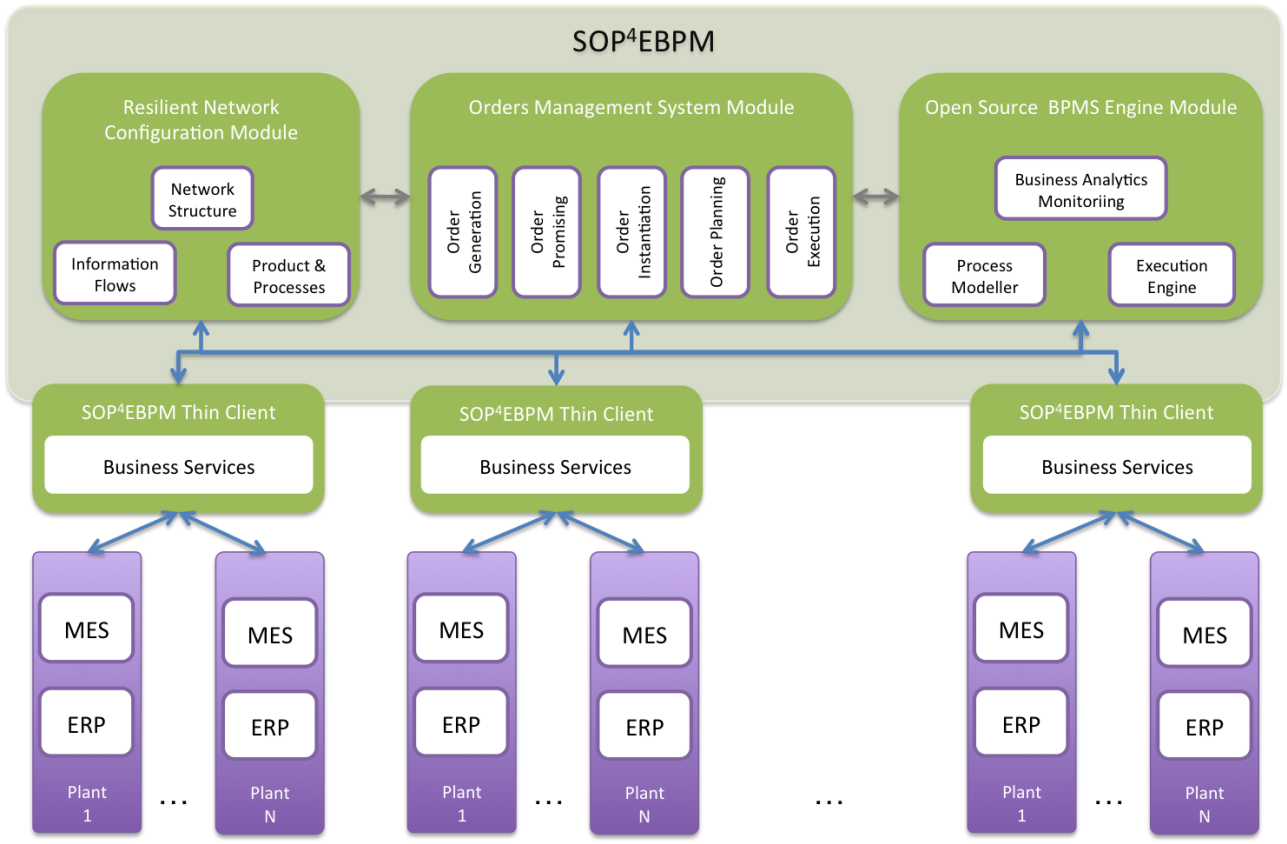 SOP⁴EBPM
Resilient Network
Configuration Module
Network
Structure
Information
Flows
Product &
Processes
Orders Management System Module
Order
Generation
Order
Promising
Order
Instantiation
Order Planning
Order
Execution
Open Source BPMS Engine Module
Business Analytics
Monitoriing
Process
Modeller
Execution
Engine
SOP⁴EBPM Thin Client
Business Services
SOP⁴EBPM Thin Client
Business Services
SOP⁴EBPM Thin Client
Business Services
MES
ERP
Plant
1
...
MES
ERP
Plant
N
MES
ERP
Plant
1
...
MES
ERP
Plant
N
...
MES
ERP
Plant
1
...
MES
ERP
Plant
N